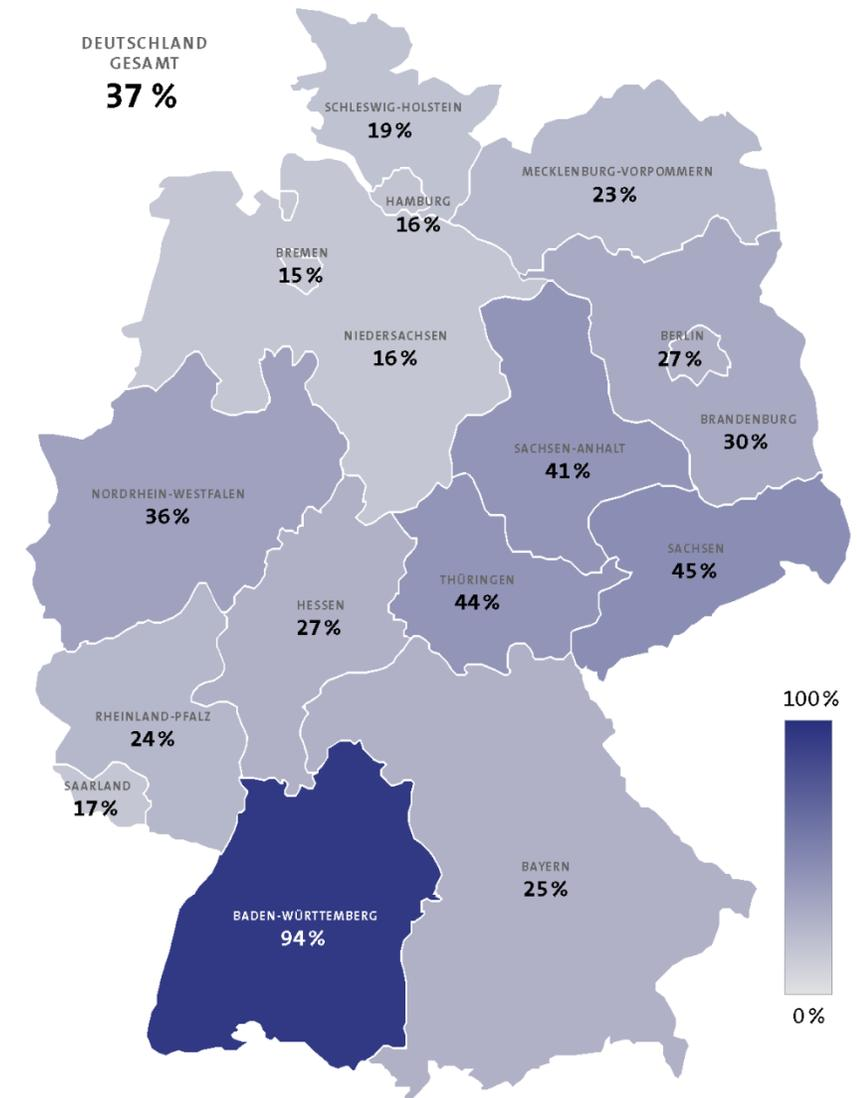 DEUTSCHLAND
GESAMT
37 %
SCHLESWIG-HOLSTEIN
19 %
MECKLENBURG-VORPOMMERN
23 %
HAMBURG
16 %
BREMEN
15 %
NIEDERSACHSEN
16 %
BERLIN
27 %
BRANDENBURG
30 %
SACHSEN-ANHALT
41 %
NORDRHEIN-WESTFALEN
36 %
SACHSEN
45 %
THÜRINGEN
44 %
HESSEN
27 %
RHEINLAND-PFALZ
24 %
SAARLAND
17 %
BAYERN
25 %
BADEN-WÜRTTEMBERG
94 %
100 %
0 %